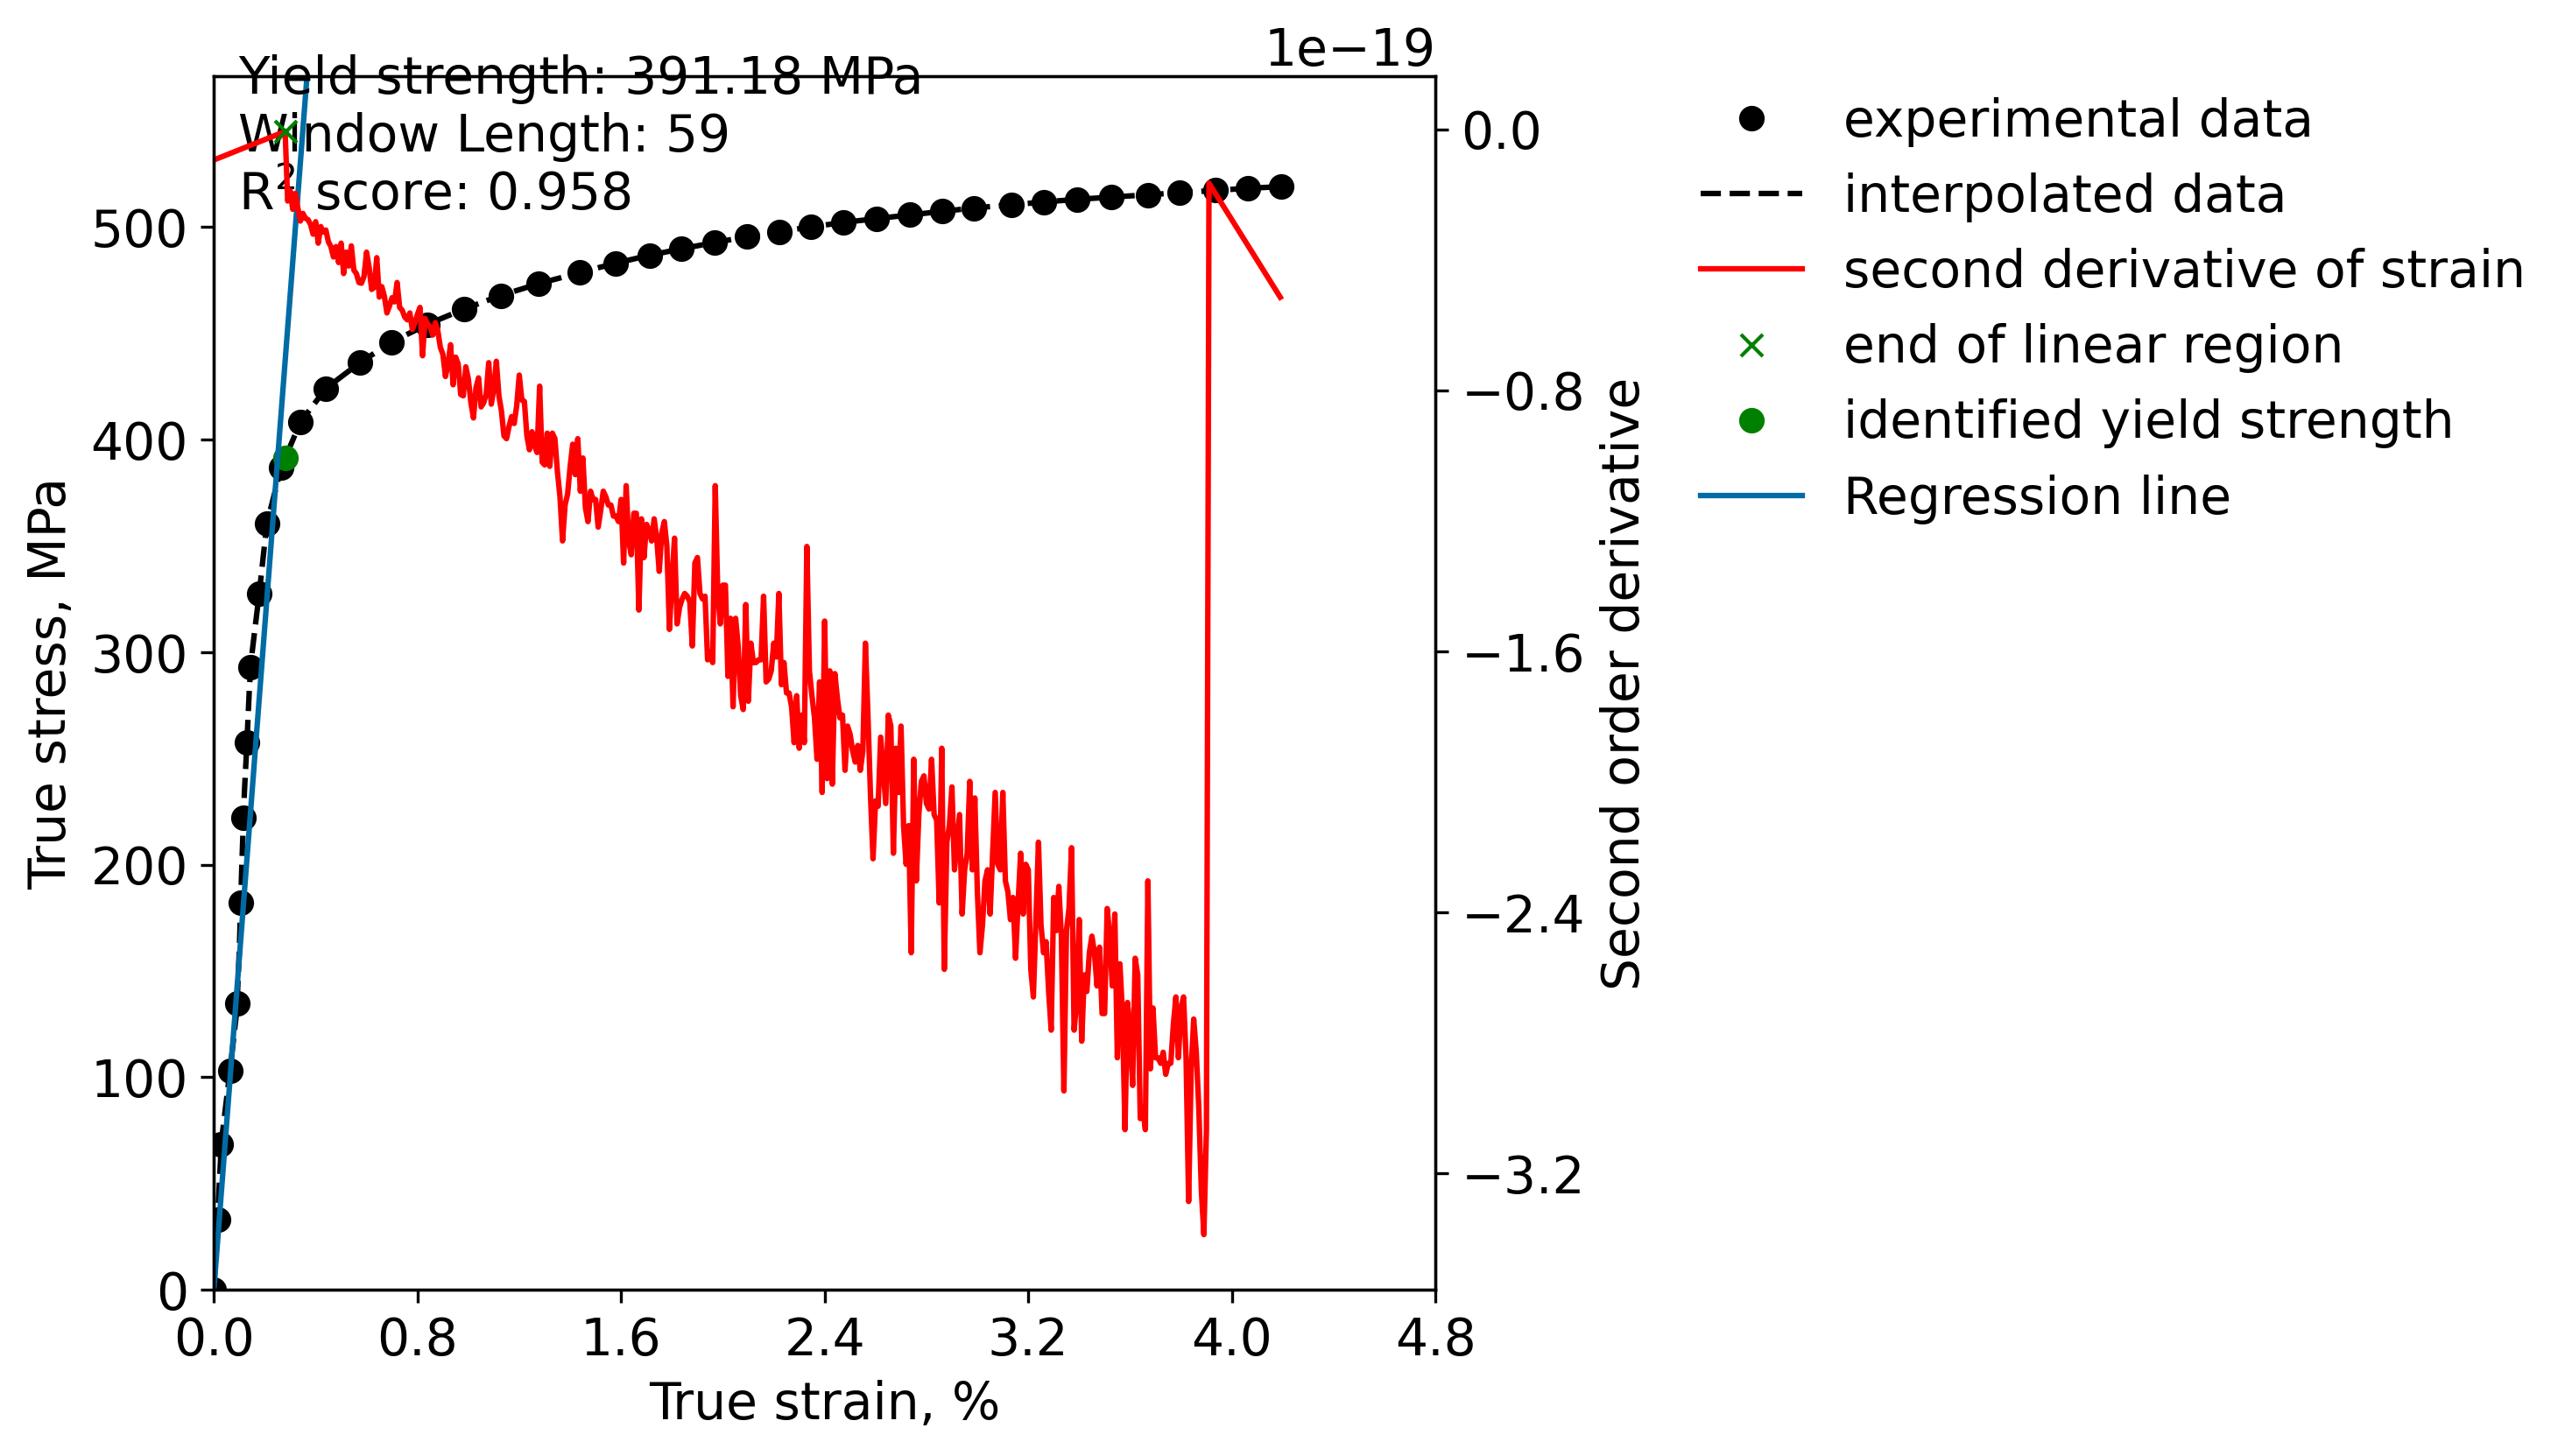 1e−19
Yield strength: 391.18 MPa
Window Length: 59
R² score: 0.958
True stress, MPa
500
400
300
200
100
0
0.0 0.8 1.6 2.4 3.2 4.0 4.8
True strain, %
0.0
−0.8
−1.6
−2.4
−3.2
Second order derivative
experimental data
interpolated data
second derivative of strain
end of linear region
identified yield strength
Regression line